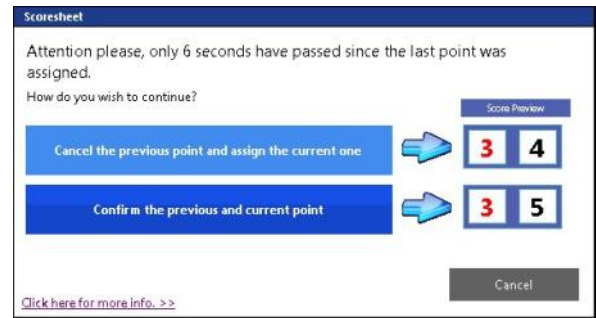 Scoresheet
Attention please, only 6 seconds have passed since the last point was
assigned.
How do you wish to continue?
Score Preview
Cancel the previous point and assign the current one
3 4
Confirm the previous and current point
3 5
Cancel
Click here for more info. >>